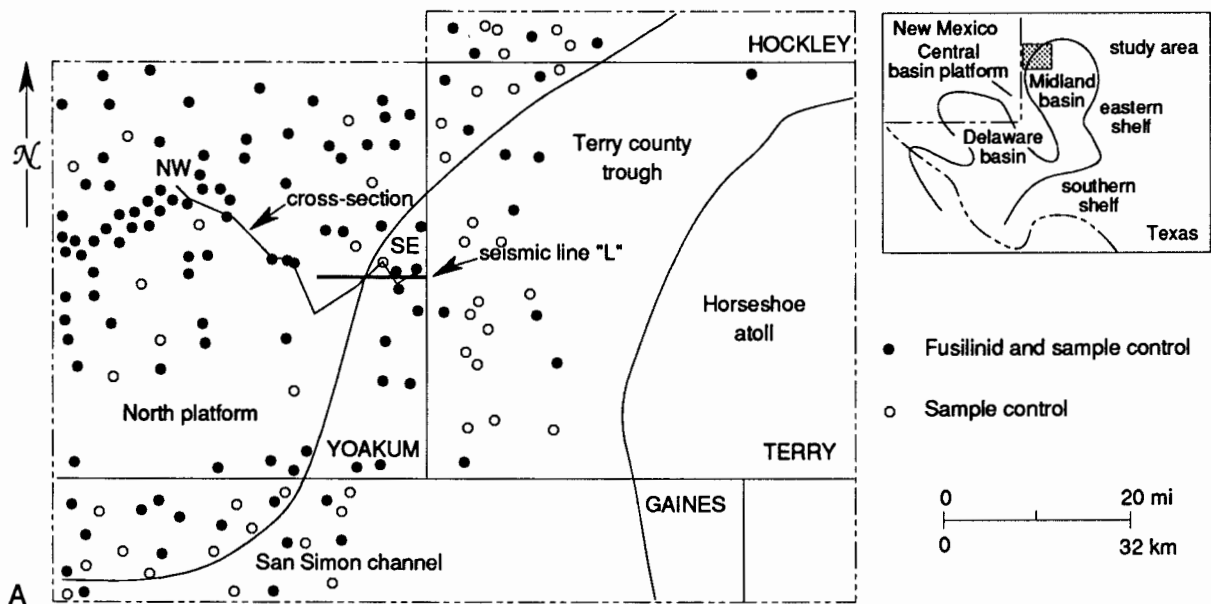 HOCKLEY
N
NW
cross-section
Terry county
trough
SE
seismic line "L"
Horseshoe
atoll
North platform
YOAKUM
TERRY
GAINES
San Simon channel
A
New Mexico
Central
basin platform
study area
Midland
basin
eastern
shelf
Delaware
basin
southern
shelf
Texas
Fusilinid and sample control
Sample control
0 20 mi
0 32 km